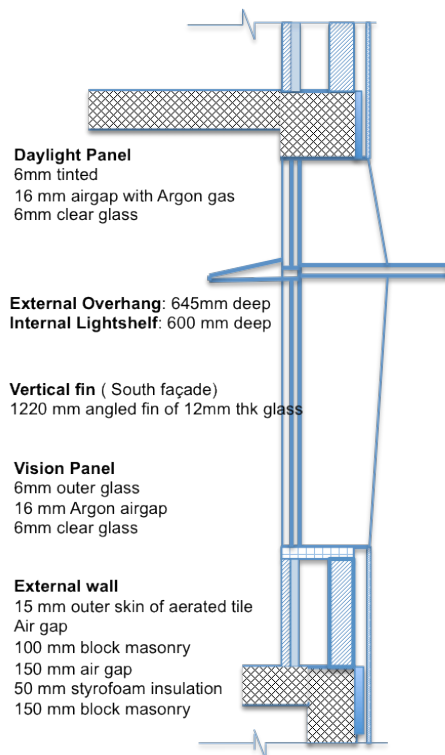 Daylight Panel
6mm tinted
16 mm airgap with Argon gas
6mm clear glass
External Overhang: 645mm deep
Internal Lightshelf: 600 mm deep
Vertical fin ( South façade)
1220 mm angled fin of 12mm thk glass
Vision Panel
6mm outer glass
16 mm Argon airgap
6mm clear glass
External wall
15 mm outer skin of aerated tile
Air gap
100 mm block masonry
150 mm air gap
50 mm styrofoam insulation
150 mm block masonry